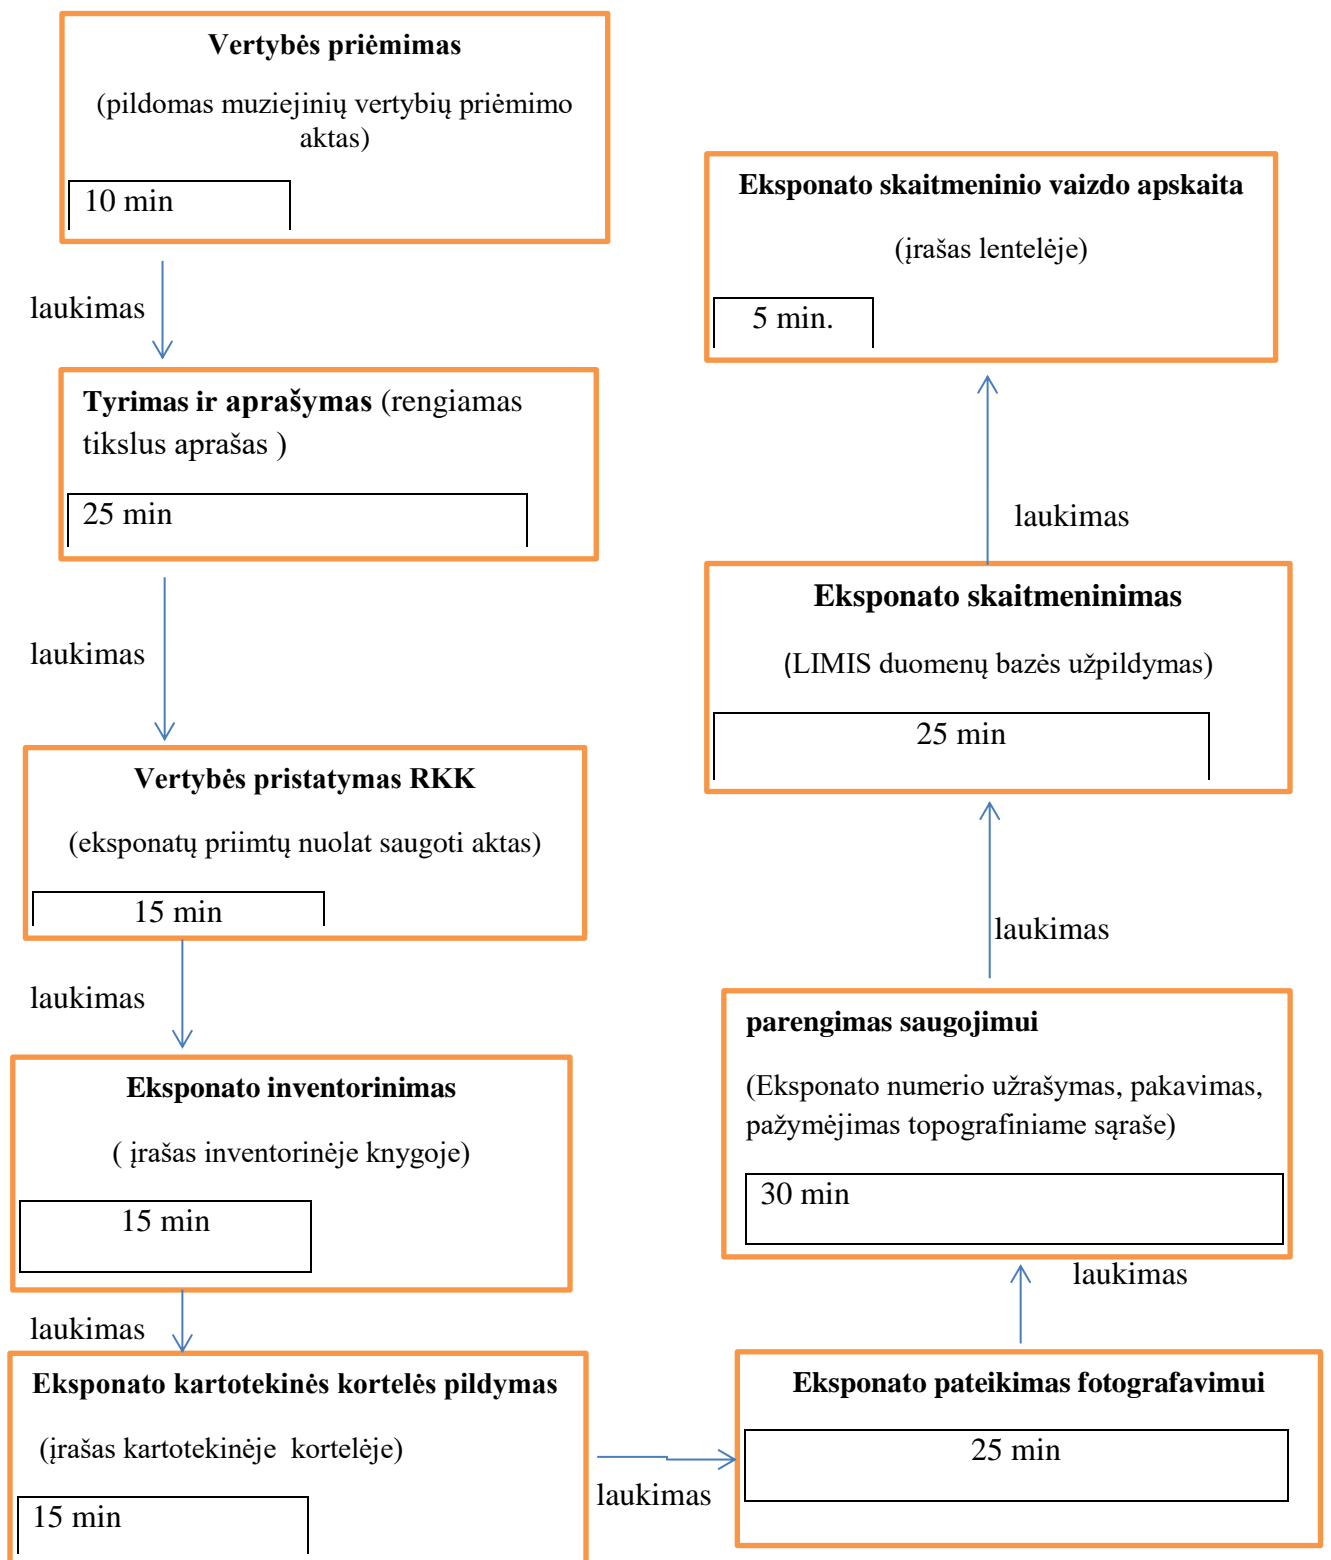 Vertybės priėmimas
(pildomas muziejinių vertybių priėmimo
aktas)
10 min
laukimas
Tyrimas ir aprašymas (rengiamas
tikslus aprašas )
25 min
laukimas
Vertybės pristatymas RKK
(eksponatų priimtų nuolat saugoti aktas)
15 min
laukimas
Eksponato inventorinimas
( įrašas inventorinėje knygoje)
15 min
laukimas
Eksponato kartotekinės kortelės pildymas
(įrašas kartotekinėje  kortelėje)
15 min
laukimas
Eksponato pateikimas fotografavimui
25 min
laukimas
parengimas saugojimui
(Eksponato numerio užrašymas, pakavimas,
pažymėjimas topografiniame sąraše)
30 min
laukimas
Eksponato skaitmeninimas
(LIMIS duomenų bazės užpildymas)
25 min
laukimas
Eksponato skaitmeninio vaizdo apskaita
(įrašas lentelėje)
5 min.